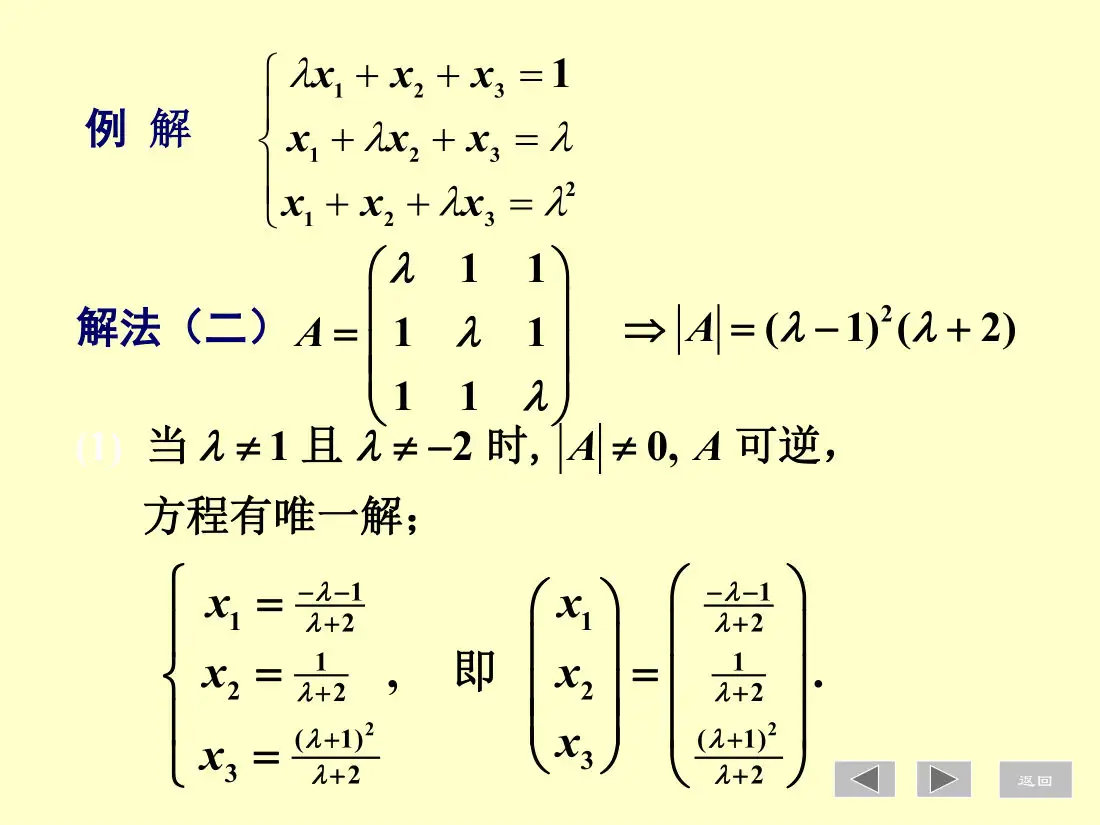 例 解
λx₁ + x₂ + x₃ = 1
x₁ + λx₂ + x₃ = λ
x₁ + x₂ + λx₃ = λ²
解法（二） A = ( λ 1 1 ; 1 λ 1 ; 1 1 λ ) ⇒ |A| = (λ − 1)²(λ + 2)
(1) 当 λ ≠ 1 且 λ ≠ −2 时, |A| ≠ 0, A 可逆，
方程有唯一解；
x₁ = (−λ−1)/(λ+2)
x₂ = 1/(λ+2) , 即 (x₁ ; x₂ ; x₃) = ( (−λ−1)/(λ+2) ; 1/(λ+2) ; (λ+1)²/(λ+2) ).
x₃ = (λ+1)²/(λ+2)
返回